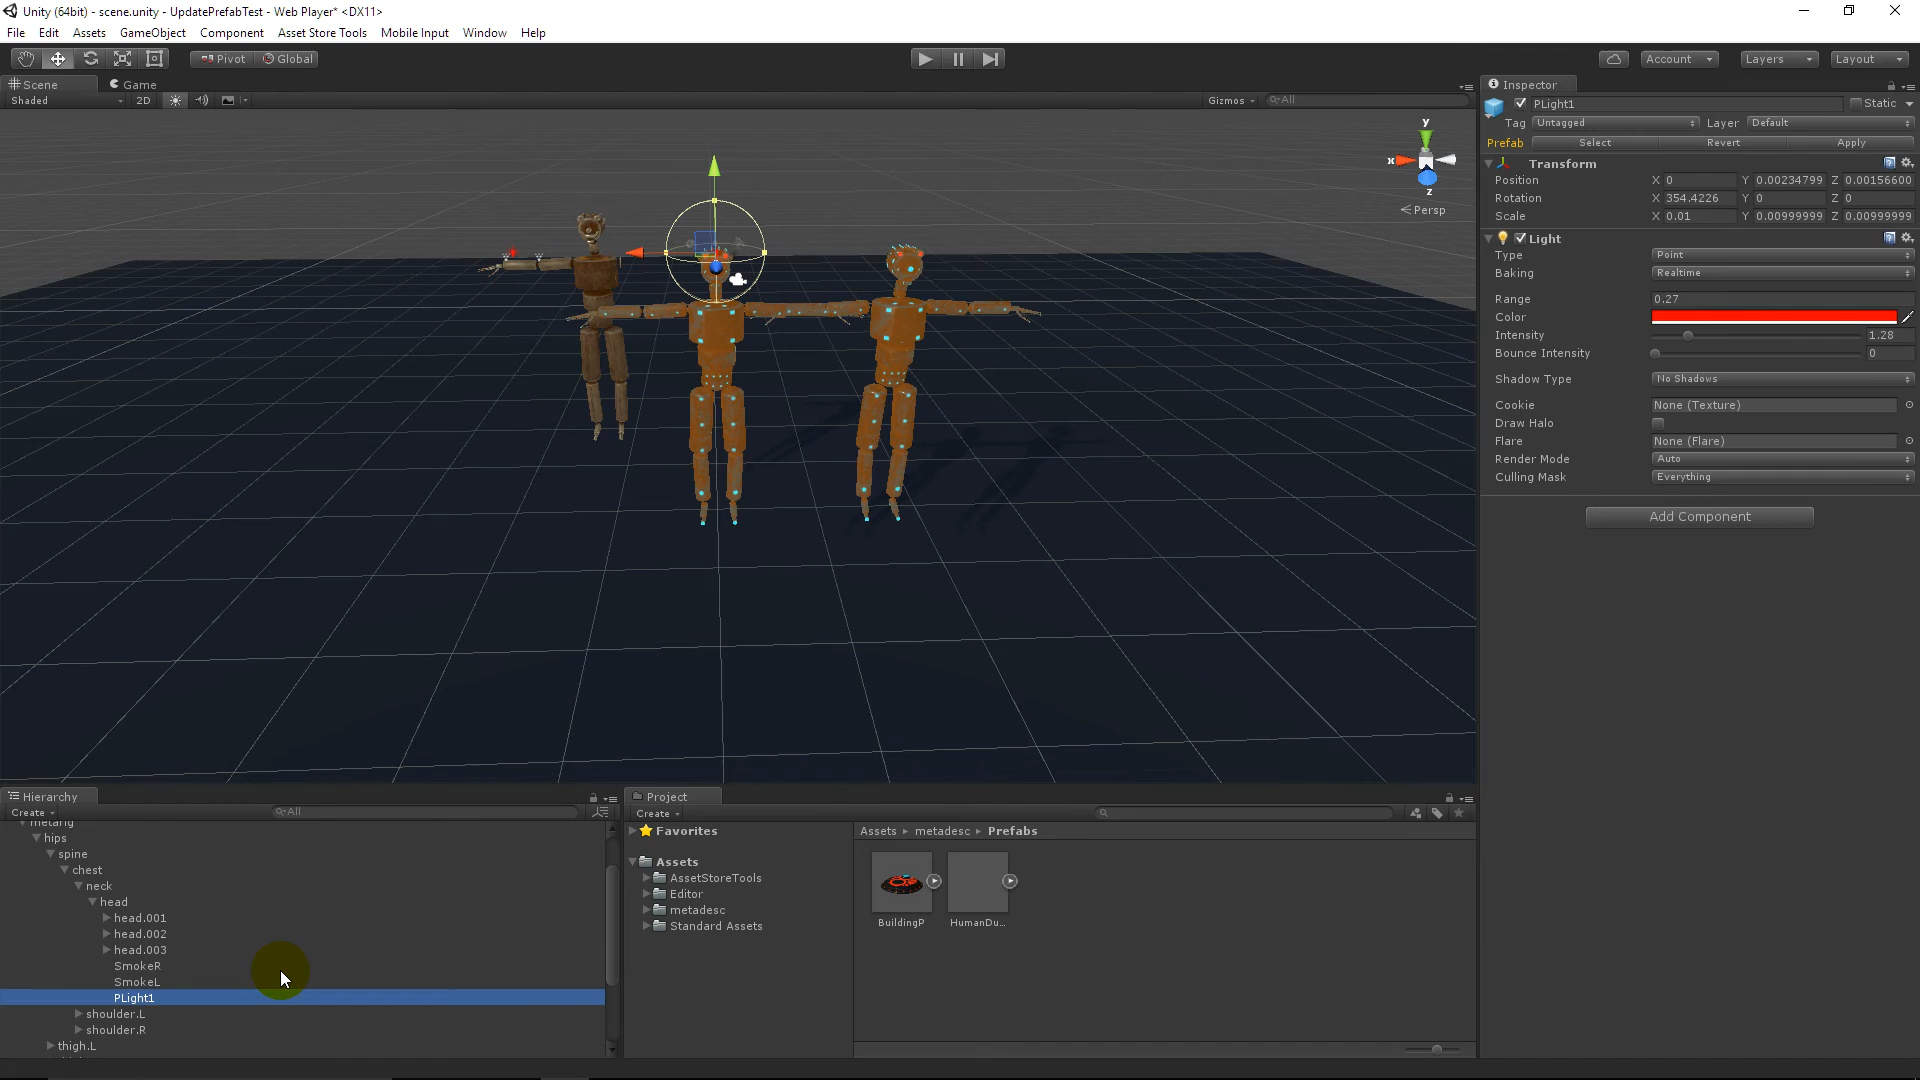 Unity (64bit) - scene.unity - UpdatePrefabTest - Web Player* <DX11>
File Edit Assets GameObject Component Asset Store Tools Mobile Input Window Help
Pivot Global Account Layers Layout
Scene Game
Shaded 2D Gizmos All
y
x
z
Persp
Inspector
PLight1 Static
Tag Untagged Layer Default
Prefab Select Revert Apply
Transform
Position X 0 Y 0.00234799 Z 0.00156600
Rotation X 354.4226 Y 0 Z 0
Scale X 0.01 Y 0.00999999 Z 0.00999999
Light
Type Point
Baking Realtime
Range 0.27
Color
Intensity 1.28
Bounce Intensity 0
Shadow Type No Shadows
Cookie None (Texture)
Draw Halo
Flare None (Flare)
Render Mode Auto
Culling Mask Everything
Add Component
Hierarchy
Create All
metarig
hips
spine
chest
neck
head
head.001
head.002
head.003
SmokeR
SmokeL
PLight1
shoulder.L
shoulder.R
thigh.L
Project
Create
Favorites
Assets
AssetStoreTools
Editor
metadesc
Standard Assets
Assets metadesc Prefabs
BuildingP HumanDu...